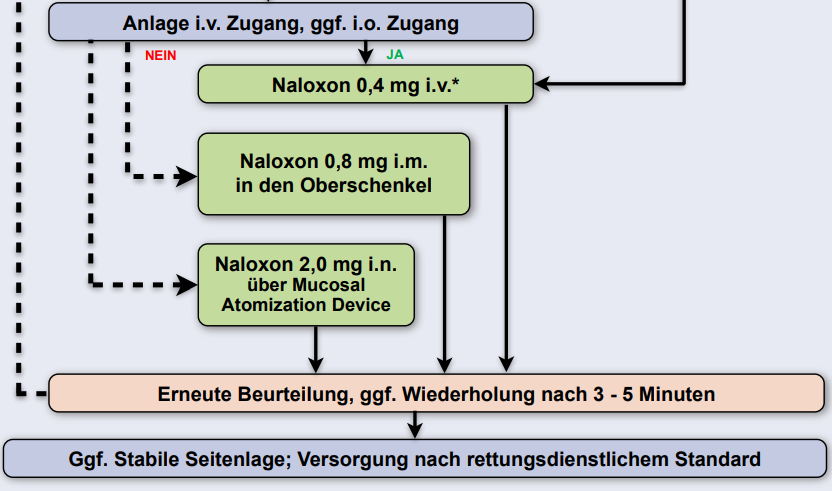 Anlage i.v. Zugang, ggf. i.o. Zugang
NEIN
JA
Naloxon 0,4 mg i.v.*
Naloxon 0,8 mg i.m.
in den Oberschenkel
Naloxon 2,0 mg i.n.
über Mucosal
Atomization Device
Erneute Beurteilung, ggf. Wiederholung nach 3 - 5 Minuten
Ggf. Stabile Seitenlage; Versorgung nach rettungsdienstlichem Standard